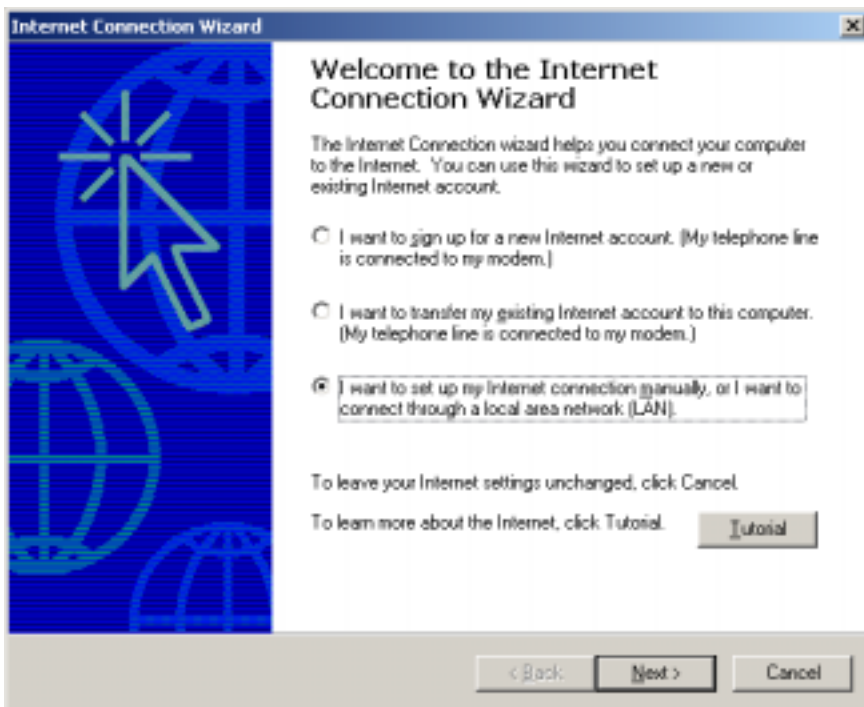 Internet Connection Wizard
Welcome to the Internet
Connection Wizard
The Internet Connection wizard helps you connect your computer
to the Internet. You can use this wizard to set up a new or
existing Internet account.
I want to sign up for a new Internet account. (My telephone line
is connected to my modem.)
I want to transfer my existing Internet account to this computer.
(My telephone line is connected to my modem.)
I want to set up my Internet connection manually, or I want to
connect through a local area network (LAN).
To leave your Internet settings unchanged, click Cancel.
To learn more about the Internet, click Tutorial.
Tutorial
< Back
Next >
Cancel